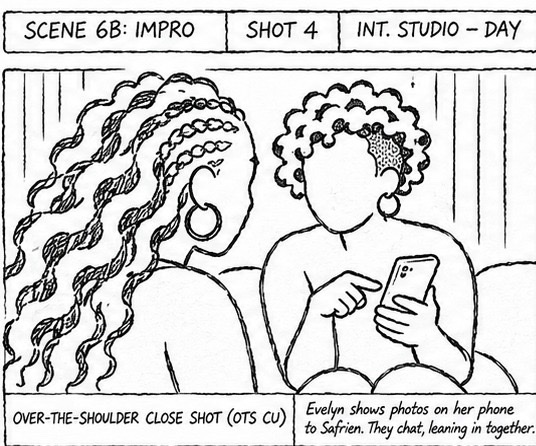 SCENE 6B: IMPRO
SHOT 4
INT. STUDIO – DAY
OVER-THE-SHOULDER CLOSE SHOT (OTS CU)
Evelyn shows photos on her phone
to Safrien. They chat, leaning in together.